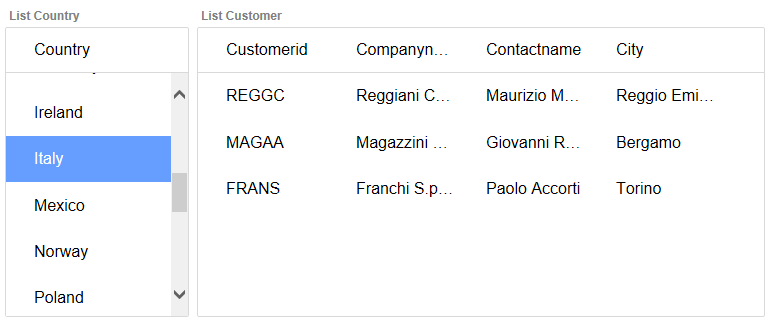 List Country
List Customer
Country
Ireland
Italy
Mexico
Norway
Poland
Customerid Companyn... Contactname City
REGGC Reggiani C... Maurizio M... Reggio Emi...
MAGAA Magazzini ... Giovanni R... Bergamo
FRANS Franchi S.p... Paolo Accorti Torino